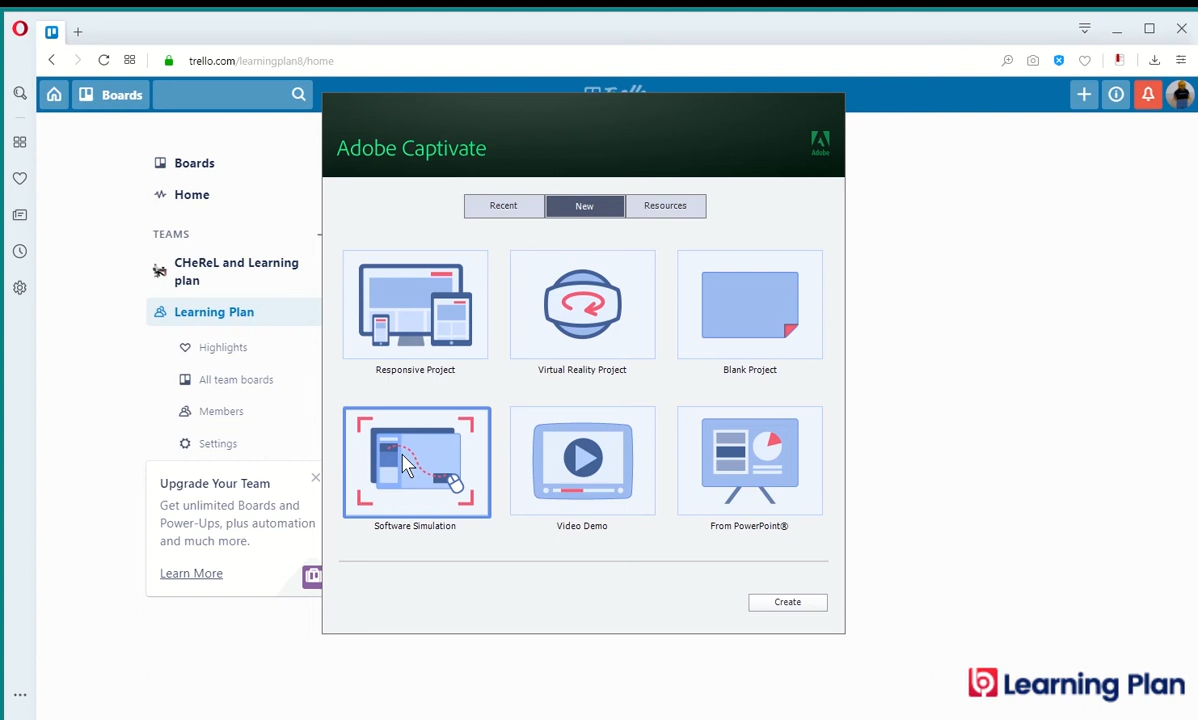 trello.com/learningplan8/home
Boards
Adobe Captivate
Adobe
Boards
Home
TEAMS
CHeReL and Learning
plan
Learning Plan
Highlights
All team boards
Members
Settings
Upgrade Your Team
Get unlimited Boards and
Power-Ups, plus automation
and much more.
Learn More
Recent
New
Resources
Responsive Project
Virtual Reality Project
Blank Project
Software Simulation
Video Demo
From PowerPoint®
Create
Learning Plan